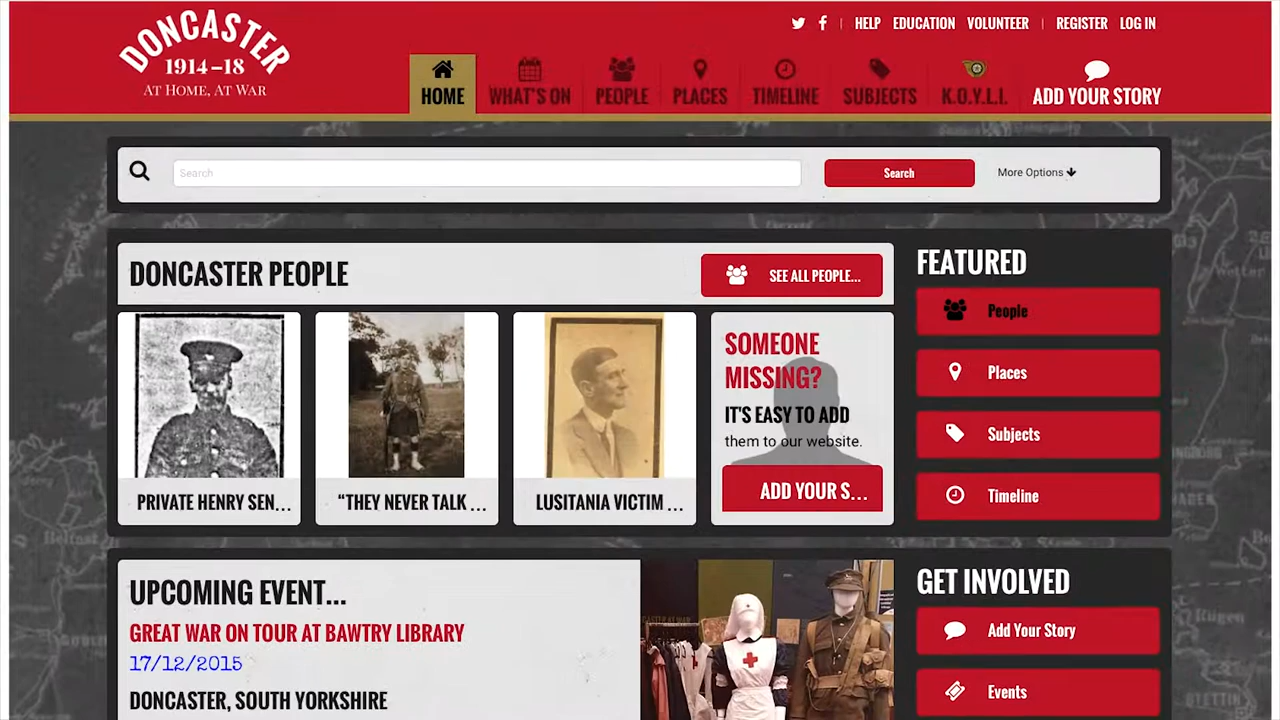 DONCASTER
1914–18
AT HOME, AT WAR
HELP EDUCATION VOLUNTEER REGISTER LOG IN
HOME WHAT'S ON PEOPLE PLACES TIMELINE SUBJECTS K.O.Y.L.I. ADD YOUR STORY
Search Search More Options
DONCASTER PEOPLE
SEE ALL PEOPLE...
PRIVATE HENRY SEN...
“THEY NEVER TALK ...
LUSITANIA VICTIM ...
SOMEONE
MISSING?
IT'S EASY TO ADD
them to our website.
ADD YOUR S...
FEATURED
People
Places
Subjects
Timeline
UPCOMING EVENT...
GREAT WAR ON TOUR AT BAWTRY LIBRARY
17/12/2015
DONCASTER, SOUTH YORKSHIRE
GET INVOLVED
Add Your Story
Events